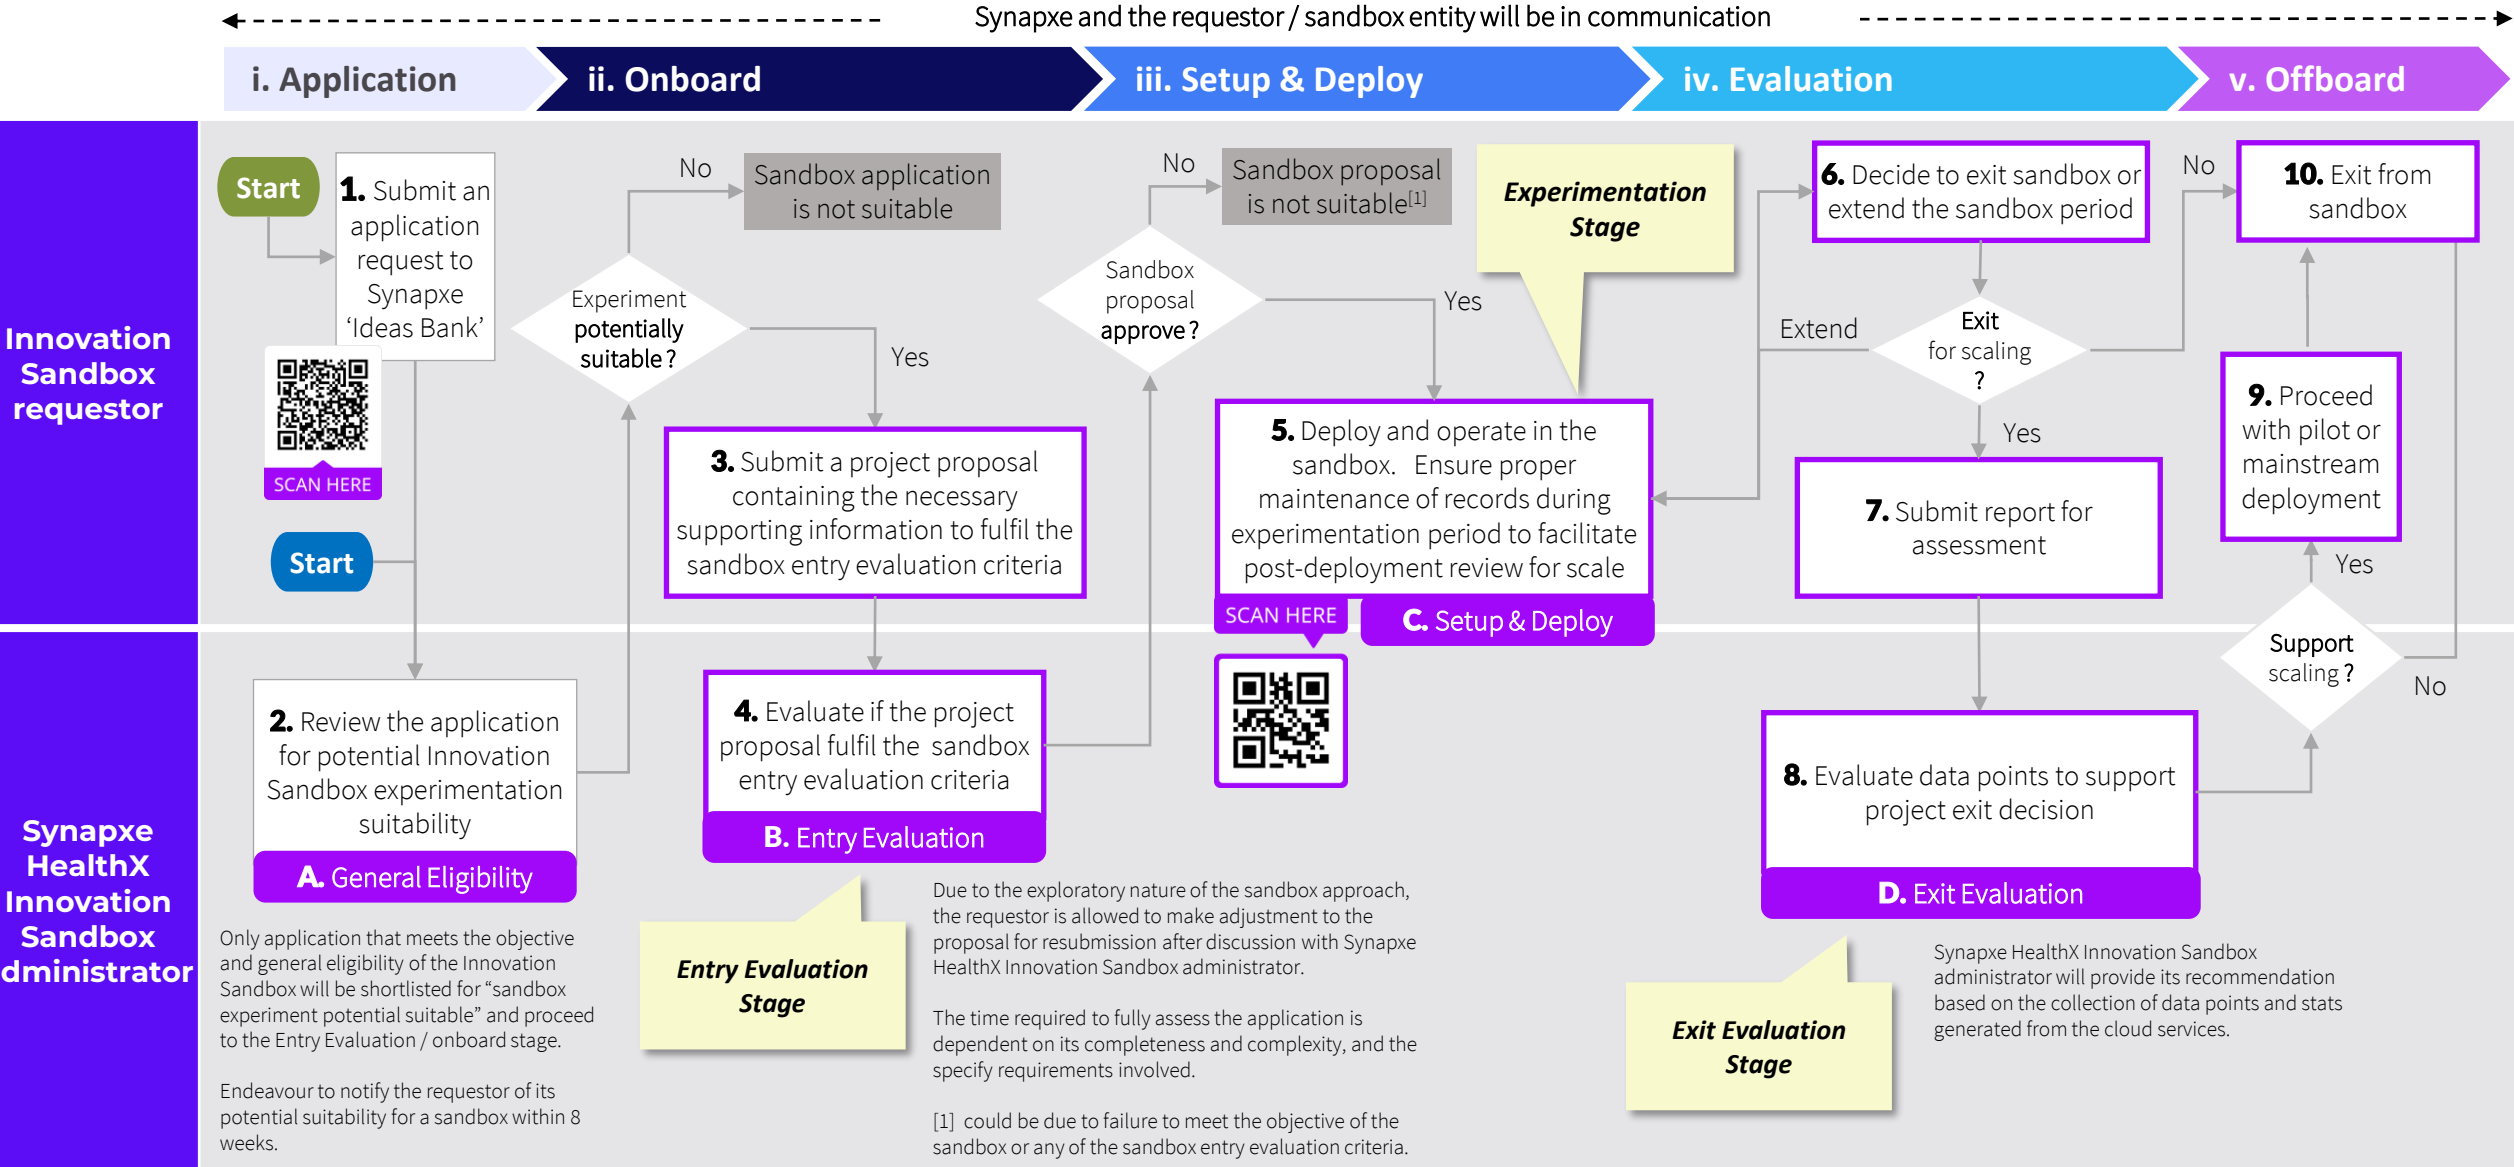 Synapxe and the requestor / sandbox entity will be in communication
i. Application
ii. Onboard
iii. Setup & Deploy
iv. Evaluation
v. Offboard
Innovation
Sandbox
requestor
Start
1. Submit an
application
request to
Synapxe
‘Ideas Bank’
SCAN HERE
Start
Experiment
potentially
suitable ?
No
Sandbox application
is not suitable
Yes
3. Submit a project proposal
containing the necessary
supporting information to fulfil the
sandbox entry evaluation criteria
Sandbox
proposal
approve ?
No
Sandbox proposal
is not suitable[1]
Yes
Experimentation
Stage
5. Deploy and operate in the
sandbox. Ensure proper
maintenance of records during
experimentation period to facilitate
post-deployment review for scale
C. Setup & Deploy
SCAN HERE
6. Decide to exit sandbox or
extend the sandbox period
Extend
Exit
for scaling
?
No
Yes
7. Submit report for
assessment
10. Exit from
sandbox
9. Proceed
with pilot or
mainstream
deployment
Yes
Support
scaling ?
No
Synapxe
HealthX
Innovation
Sandbox
dministrator
2. Review the application
for potential Innovation
Sandbox experimentation
suitability
A. General Eligibility
Only application that meets the objective
and general eligibility of the Innovation
Sandbox will be shortlisted for “sandbox
experiment potential suitable” and proceed
to the Entry Evaluation / onboard stage.
Endeavour to notify the requestor of its
potential suitability for a sandbox within 8
weeks.
4. Evaluate if the project
proposal fulfil the sandbox
entry evaluation criteria
B. Entry Evaluation
Entry Evaluation
Stage
Due to the exploratory nature of the sandbox approach,
the requestor is allowed to make adjustment to the
proposal for resubmission after discussion with Synapxe
HealthX Innovation Sandbox administrator.
The time required to fully assess the application is
dependent on its completeness and complexity, and the
specify requirements involved.
[1] could be due to failure to meet the objective of the
sandbox or any of the sandbox entry evaluation criteria.
8. Evaluate data points to support
project exit decision
D. Exit Evaluation
Exit Evaluation
Stage
Synapxe HealthX Innovation Sandbox
administrator will provide its recommendation
based on the collection of data points and stats
generated from the cloud services.